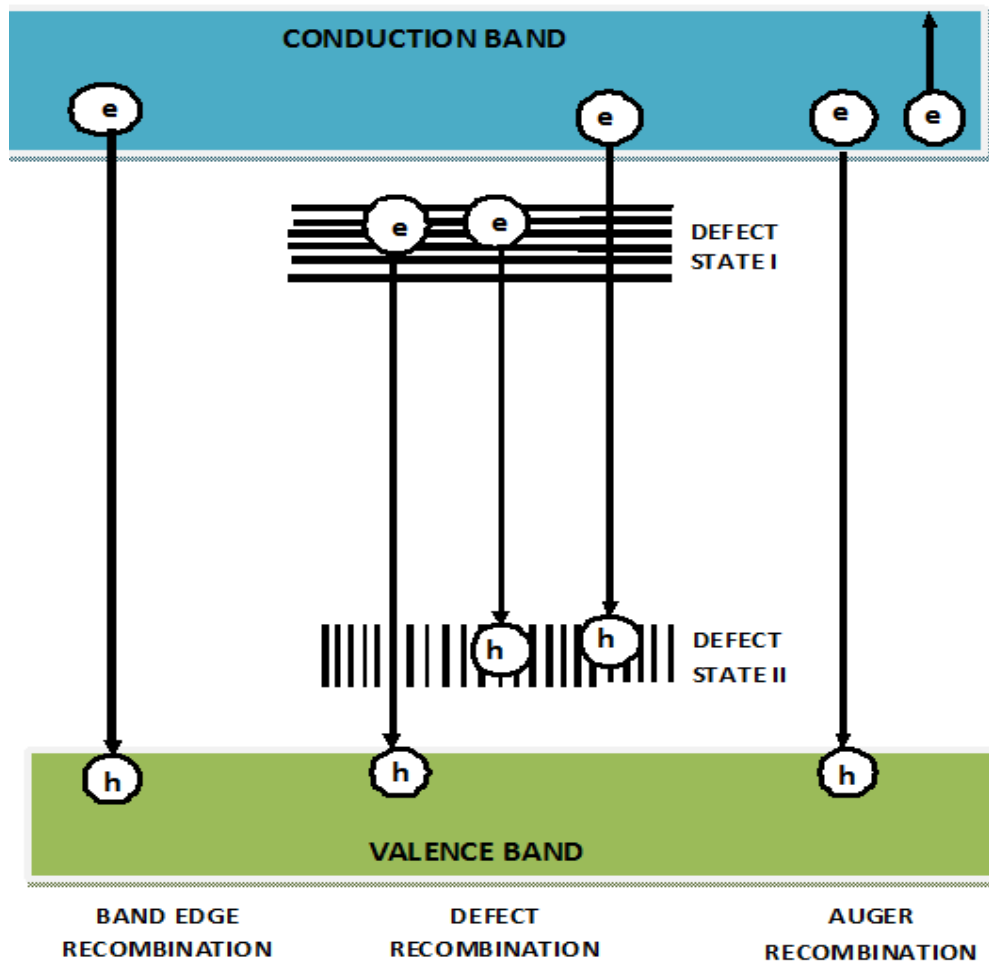 CONDUCTION BAND
e
e
e
e
e
e
DEFECT
STATE I
h
h
DEFECT
STATE II
h
h
h
VALENCE BAND
BAND EDGE
RECOMBINATION
DEFECT
RECOMBINATION
AUGER
RECOMBINATION